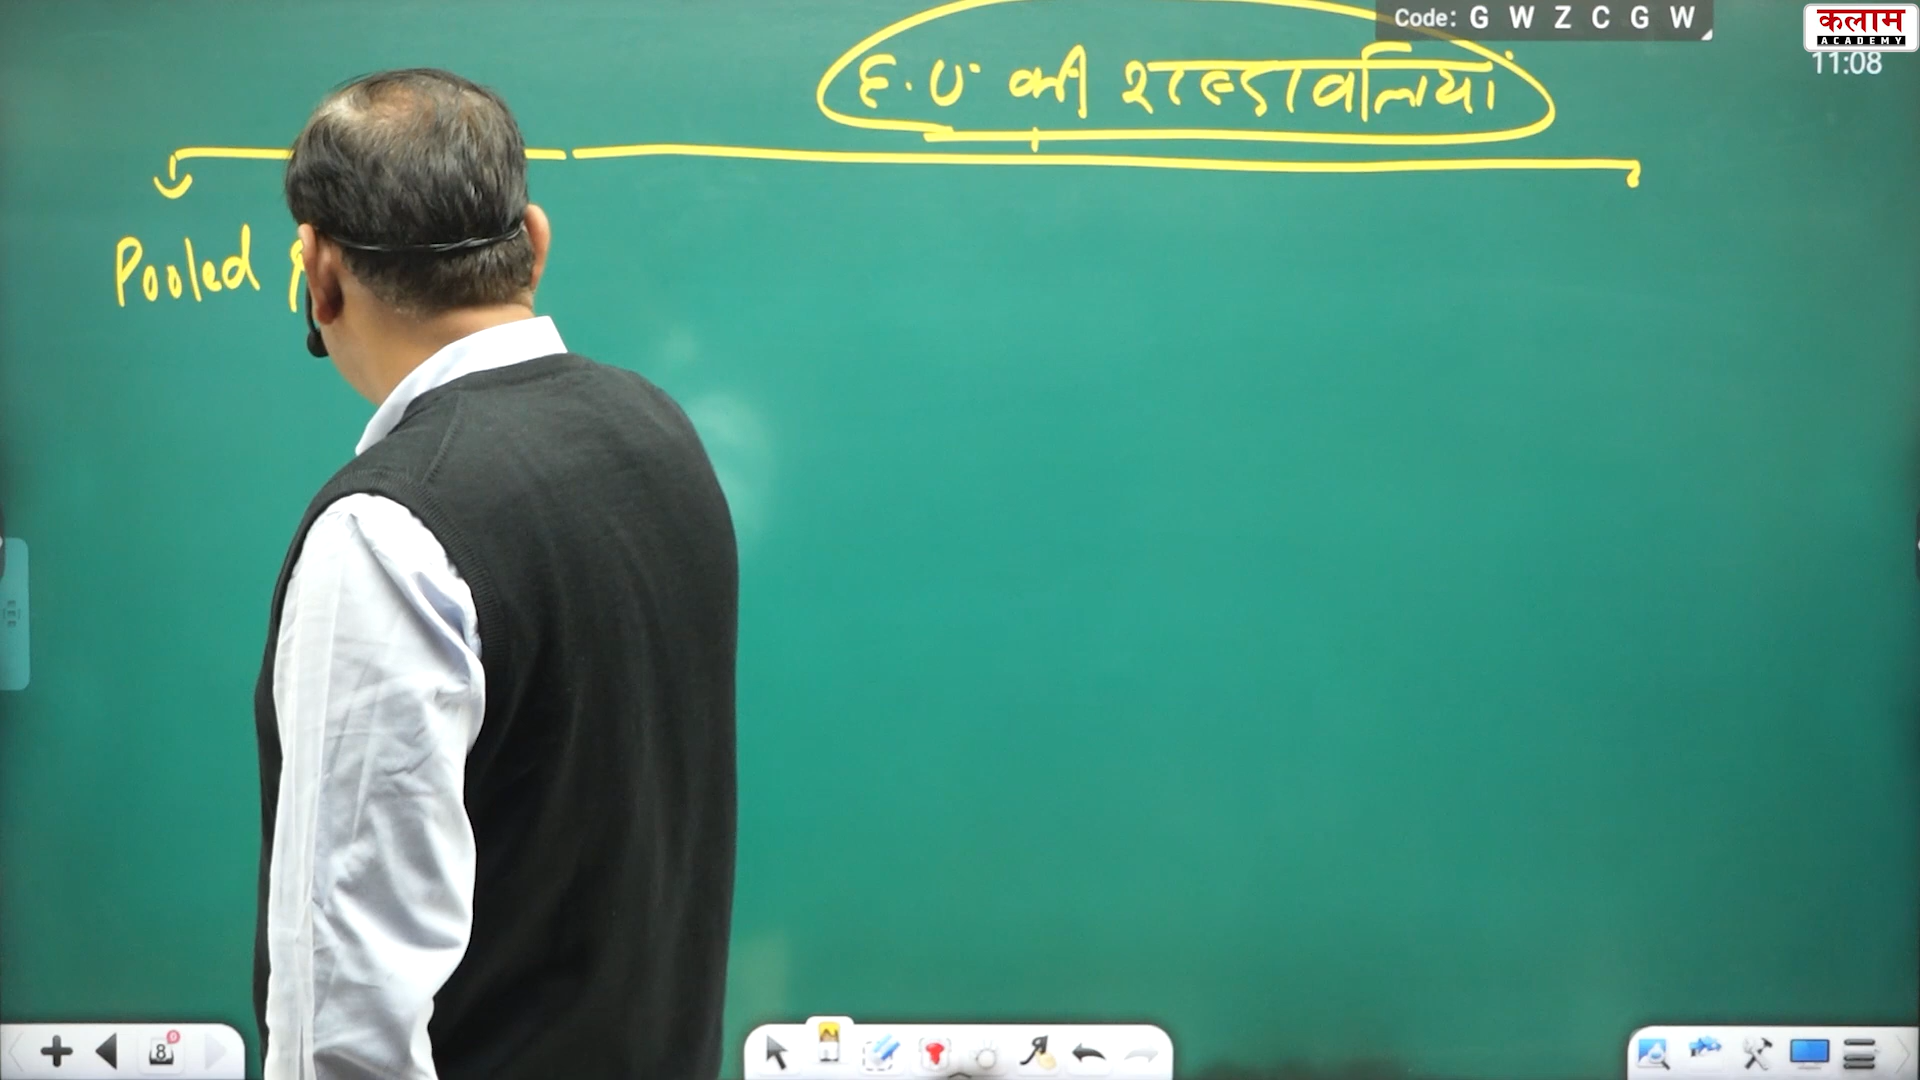 Code: G W Z C G W
कलाम
ACADEMY
11:08
E.U की शब्दावलियां
Pooled
8